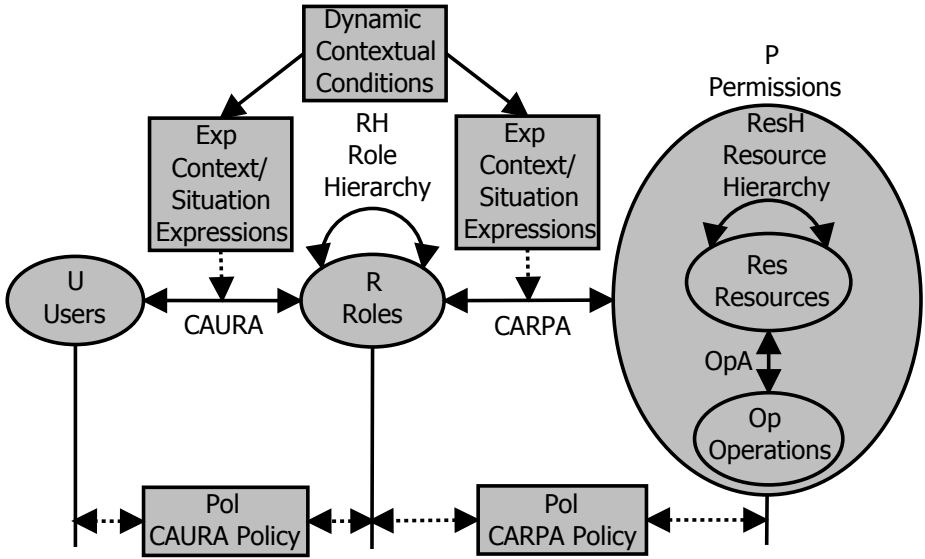 Dynamic
Contextual
Conditions
P
Permissions
Exp
Context/
Situation
Expressions
RH
Role
Hierarchy
Exp
Context/
Situation
Expressions
ResH
Resource
Hierarchy
U
Users
CAURA
R
Roles
CARPA
Res
Resources
OpA
Op
Operations
Pol
CAURA Policy
Pol
CARPA Policy